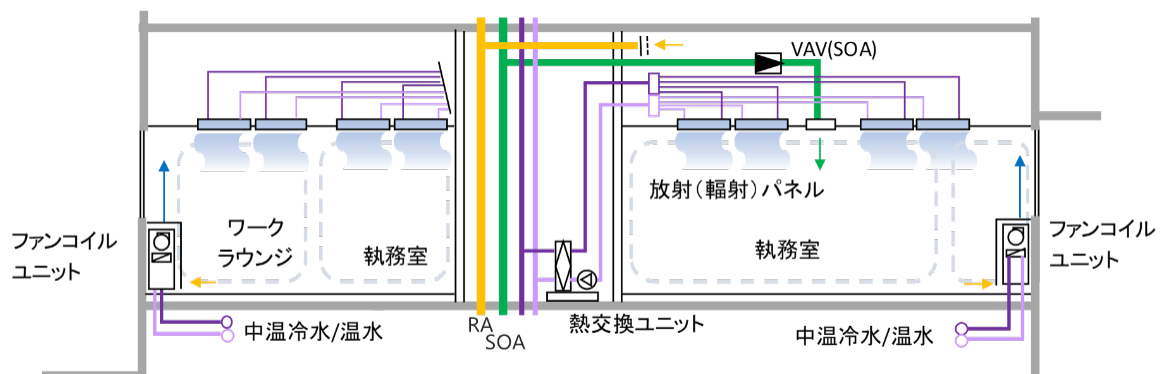 VAV(SOA)
放射(輻射)パネル
ワーク
ラウンジ
執務室
執務室
ファンコイル
ユニット
ファンコイル
ユニット
中温冷水/温水
RA
SOA
熱交換ユニット
中温冷水/温水